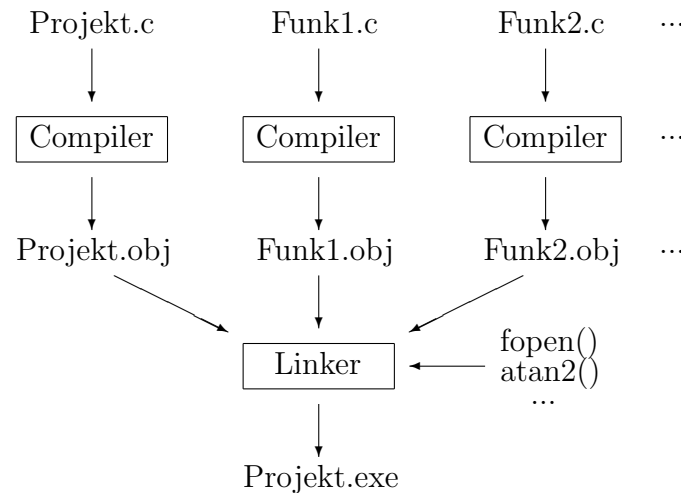 Projekt.c Funk1.c Funk2.c ...
Compiler Compiler Compiler ...
Projekt.obj Funk1.obj Funk2.obj ...
fopen()
Linker atan2()
...
Projekt.exe